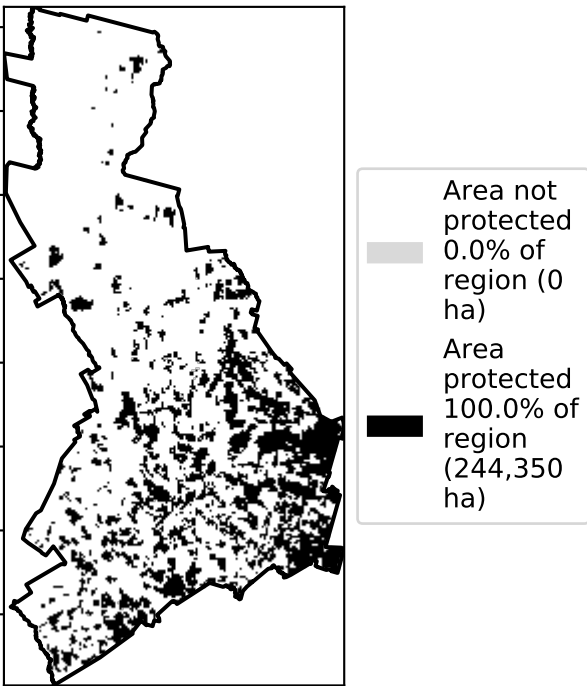 Area not
protected
0.0% of
region (0
ha)
Area
protected
100.0% of
region
(244,350
ha)